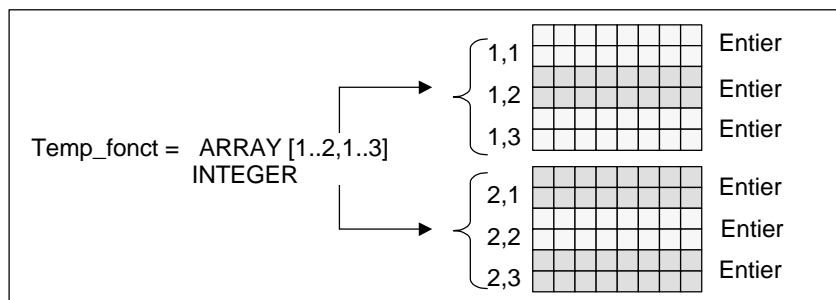 Temp_fonct = ARRAY [1..2,1..3]
INTEGER
1,1 Entier
1,2 Entier
1,3 Entier
2,1 Entier
2,2 Entier
2,3 Entier